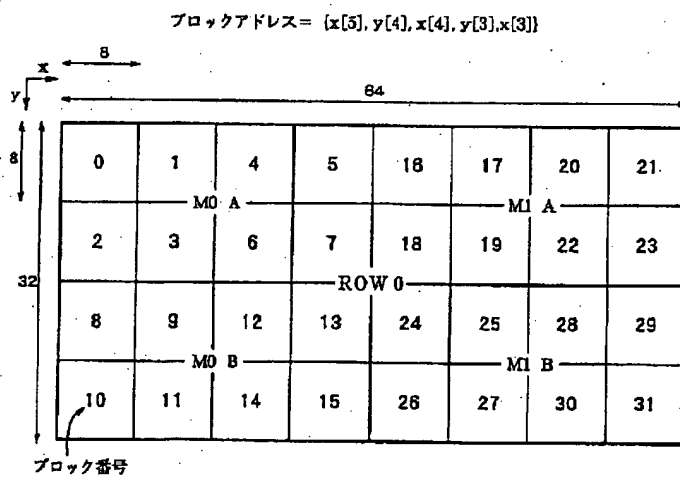 ブロックアドレス= {x[5], y[4], x[4], y[3],x[3]}
8
x
64
y
8
0 1 4 5 16 17 20 21
M0 A M1 A
2 3 6 7 18 19 22 23
32
ROW 0
8 9 12 13 24 25 28 29
M0 B M1 B
10 11 14 15 26 27 30 31
ブロック番号